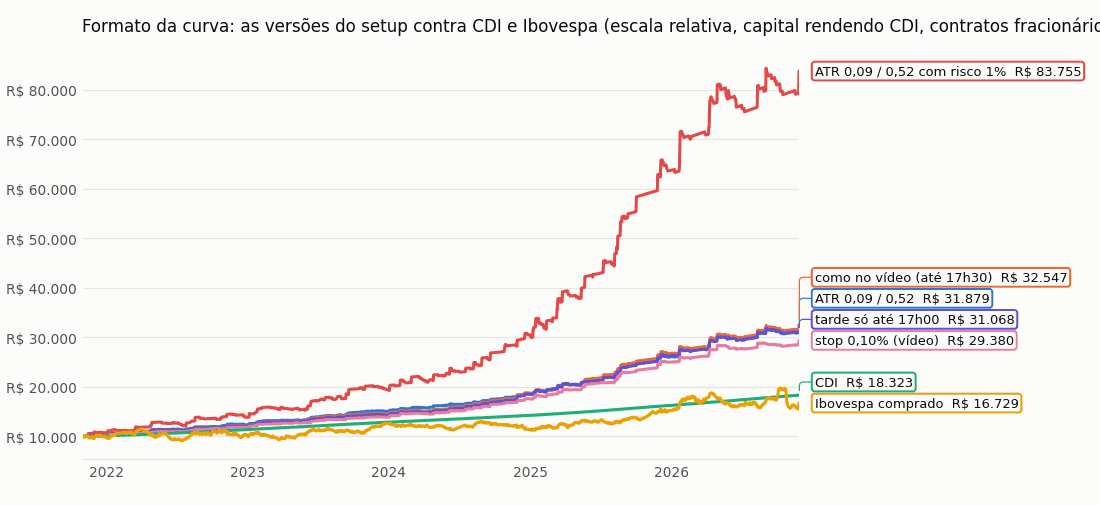 Formato da curva: as versões do setup contra CDI e Ibovespa (escala relativa, capital rendendo CDI, contratos fracionário
R$ 80.000
R$ 70.000
R$ 60.000
R$ 50.000
R$ 40.000
R$ 30.000
R$ 20.000
R$ 10.000
2022
2023
2024
2025
2026
ATR 0,09 / 0,52 com risco 1%  R$ 83.755
como no vídeo (até 17h30)  R$ 32.547
ATR 0,09 / 0,52  R$ 31.879
tarde só até 17h00  R$ 31.068
stop 0,10% (vídeo)  R$ 29.380
CDI  R$ 18.323
Ibovespa comprado  R$ 16.729